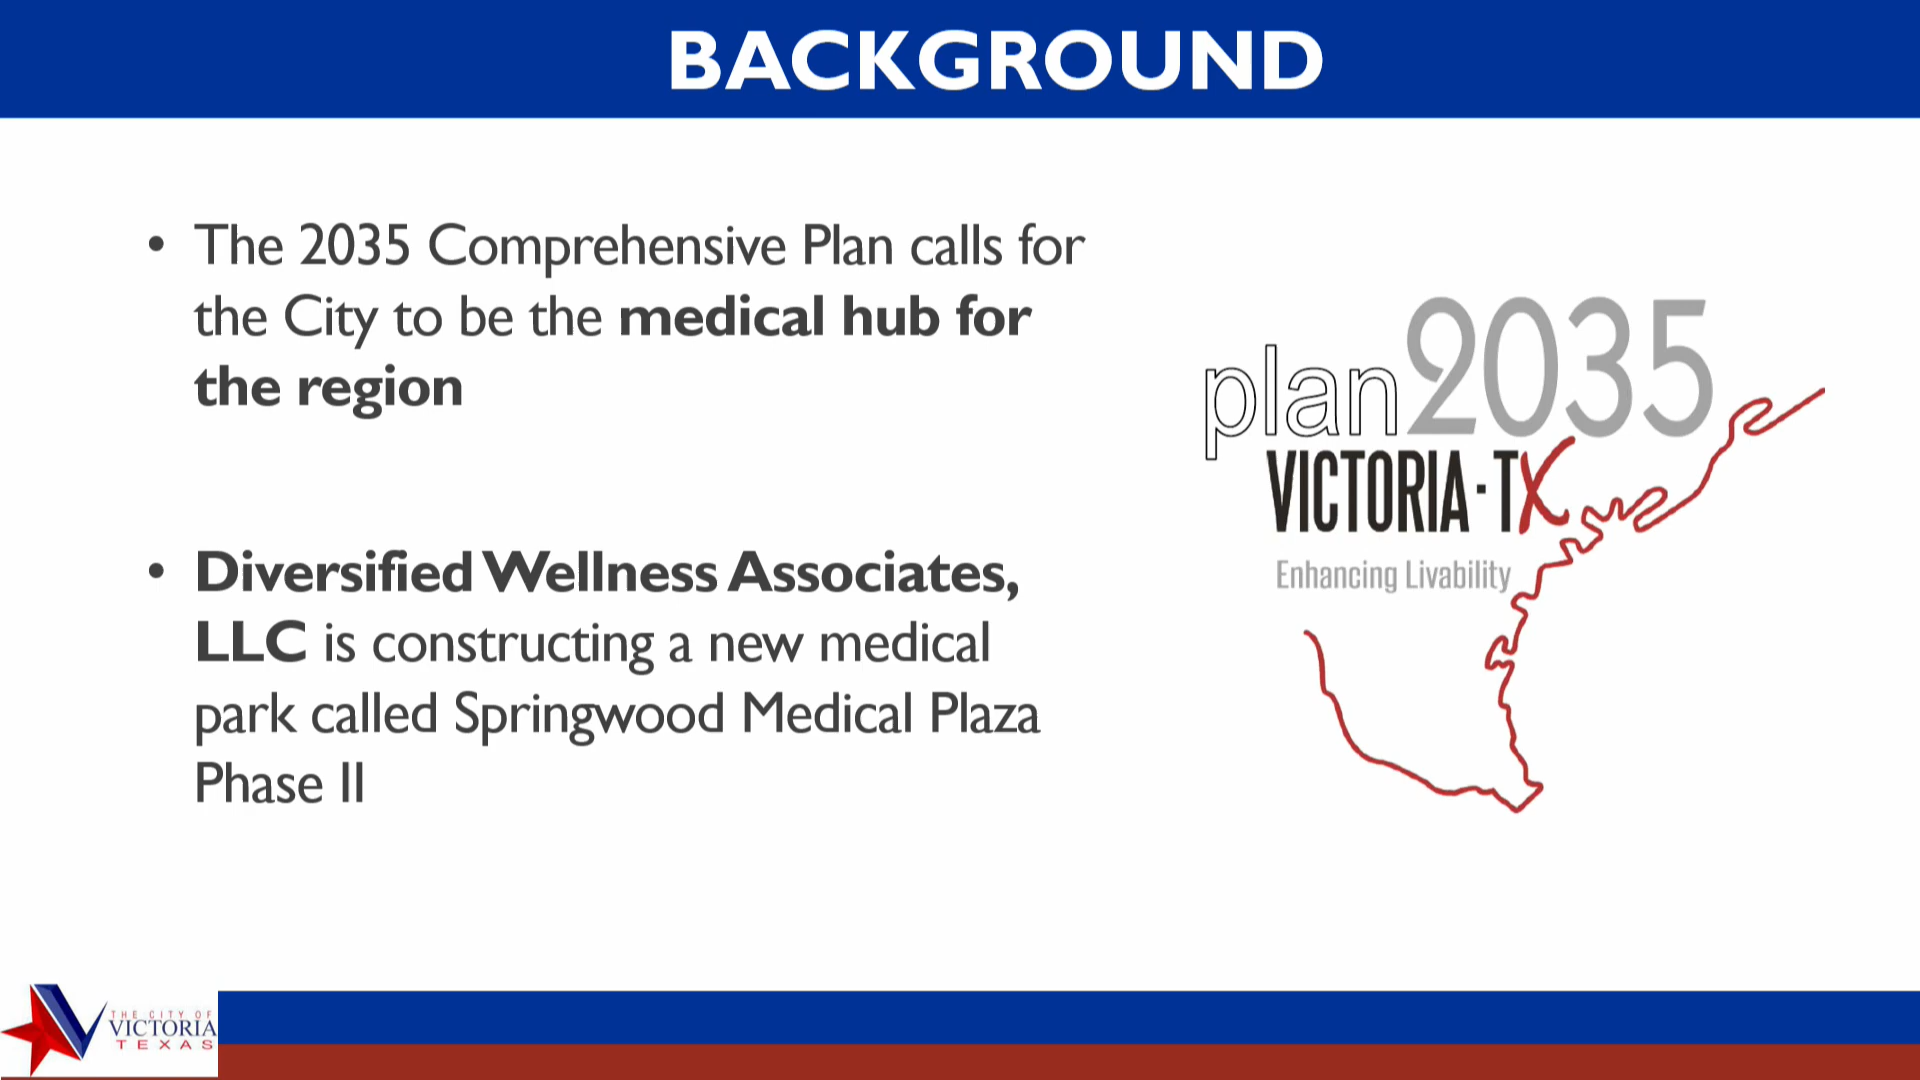 BACKGROUND
• The 2035 Comprehensive Plan calls for
the City to be the medical hub for
the region
• Diversified Wellness Associates,
LLC is constructing a new medical
park called Springwood Medical Plaza
Phase II
plan2035
VICTORIA·TX
Enhancing Livability
THE CITY OF
VICTORIA
TEXAS